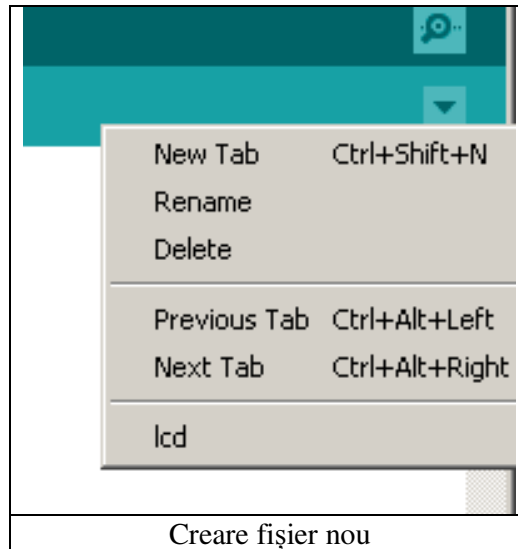 New Tab Ctrl+Shift+N
Rename
Delete
Previous Tab Ctrl+Alt+Left
Next Tab Ctrl+Alt+Right
lcd
Creare fişier nou